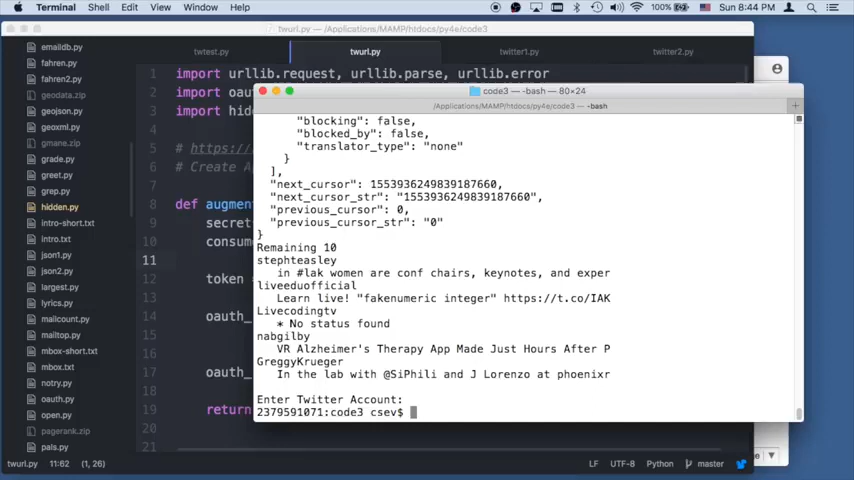 Terminal Shell Edit View Window Help 100% Sun 8:44 PM
twurl.py — /Applications/MAMP/htdocs/py4e/code3
emaildb.py
fahren.py
fahren2.py
geodata.zip
geojson.py
geoxml.py
gmane.zip
grade.py
greet.py
grep.py
hidden.py
intro-short.txt
intro.txt
json1.py
json2.py
largest.py
lyrics.py
mailcount.py
mailtop.py
mbox-short.txt
mbox.txt
notry.py
oauth.py
open.py
pagerank.zip
pals.py
twtest.py twurl.py twitter1.py twitter2.py
1 import urllib.request, urllib.parse, urllib.error
2 import oau
3 import hid
4
5 # https://
6 # Create A
7
8 def augmen
9 secret
10 consum
11
12 token
13
14 oauth_
15
16
17 oauth_
18
19 return
20
21
code3 — -bash — 80×24
/Applications/MAMP/htdocs/py4e/code3 — -bash
"blocking": false,
"blocked_by": false,
"translator_type": "none"
}
],
"next_cursor": 1553936249839187660,
"next_cursor_str": "1553936249839187660",
"previous_cursor": 0,
"previous_cursor_str": "0"
}
Remaining 10
stephteasley
in #lak women are conf chairs, keynotes, and exper
liveeduofficial
Learn live! "fakenumeric integer" https://t.co/IAK
Livecodingtv
* No status found
nabgilby
VR Alzheimer's Therapy App Made Just Hours After P
GreggyKrueger
In the lab with @SiPhili and J Lorenzo at phoenixr
Enter Twitter Account:
2379591071:code3 csev$
twurl.py 11:62 (1, 26) LF UTF-8 Python master